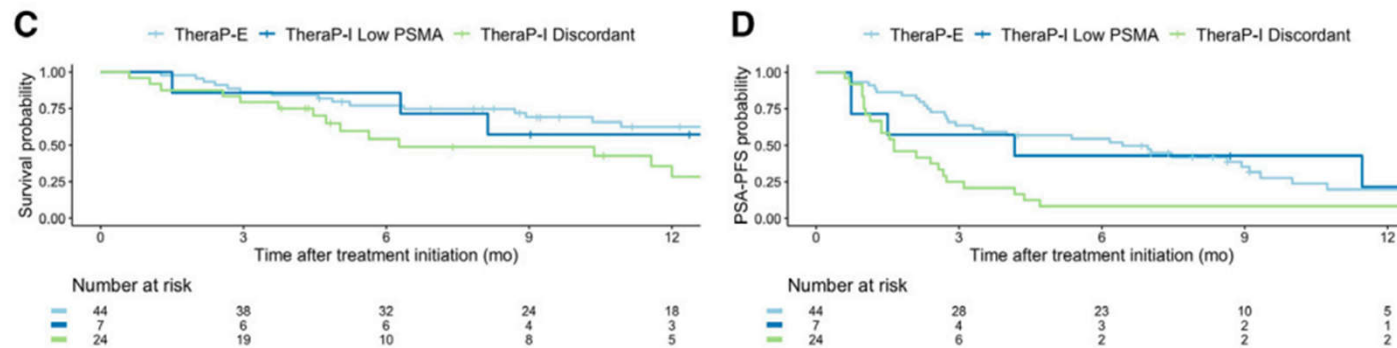 C
TheraP-E TheraP-I Low PSMA TheraP-I Discordant
Survival probability
1.00
0.75
0.50
0.25
0.00
0 3 6 9 12
Time after treatment initiation (mo)
Number at risk
44 38 32 24 18
7 6 6 4 3
24 19 10 8 5
D
TheraP-E TheraP-I Low PSMA TheraP-I Discordant
PSA-PFS probability
1.00
0.75
0.50
0.25
0.00
0 3 6 9 12
Time after treatment initiation (mo)
Number at risk
44 28 23 10 5
7 4 3 2 1
24 6 2 2 2